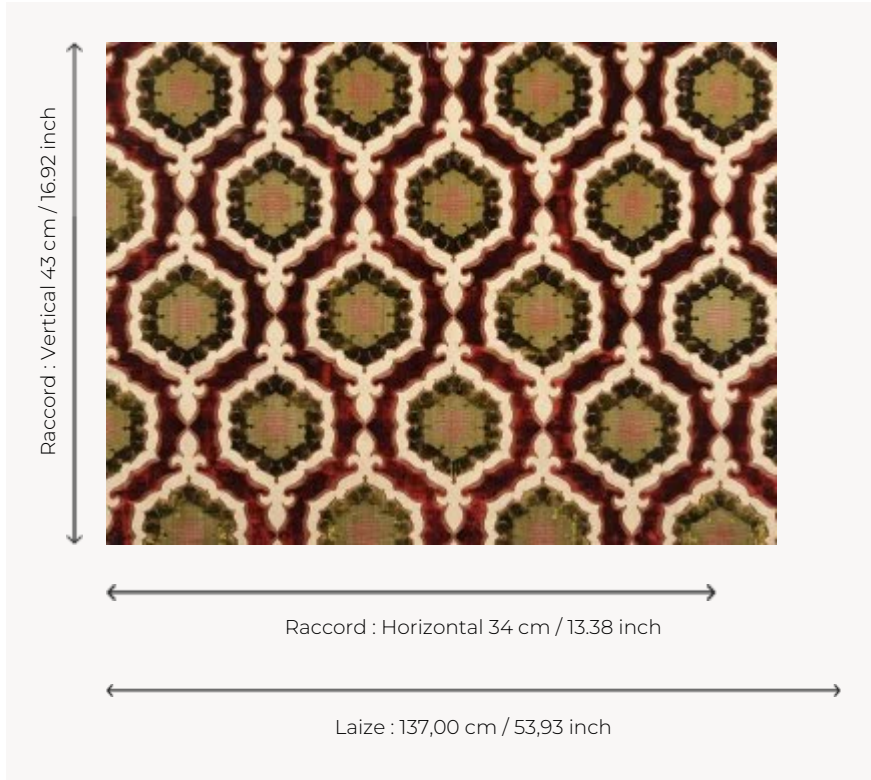 Raccord : Vertical 43 cm / 16.92 inch
Raccord : Horizontal 34 cm / 13.38 inch
Laize : 137,00 cm / 53,93 inch